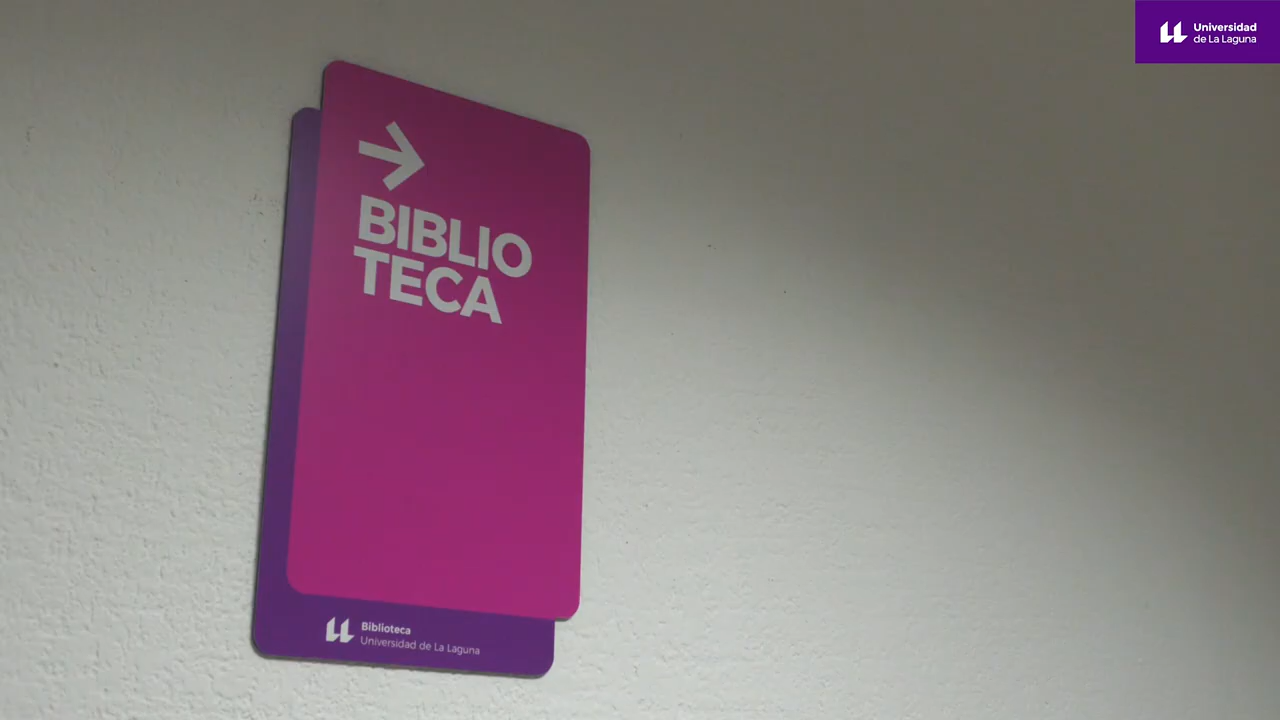 Universidad
de La Laguna
BIBLIO
TECA
Biblioteca
Universidad de La Laguna